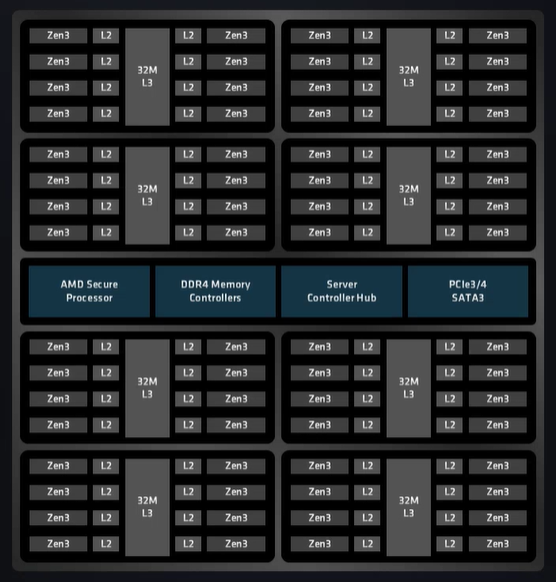 Zen3 L2 32M L3 L2 Zen3 Zen3 L2 32M L3 L2 Zen3
Zen3 L2 L2 Zen3 Zen3 L2 L2 Zen3
Zen3 L2 L2 Zen3 Zen3 L2 L2 Zen3
Zen3 L2 L2 Zen3 Zen3 L2 L2 Zen3
Zen3 L2 32M L3 L2 Zen3 Zen3 L2 32M L3 L2 Zen3
Zen3 L2 L2 Zen3 Zen3 L2 L2 Zen3
Zen3 L2 L2 Zen3 Zen3 L2 L2 Zen3
Zen3 L2 L2 Zen3 Zen3 L2 L2 Zen3
AMD Secure
Processor
DDR4 Memory
Controllers
Server
Controller Hub
PCIe3/4
SATA3
Zen3 L2 32M L3 L2 Zen3 Zen3 L2 32M L3 L2 Zen3
Zen3 L2 L2 Zen3 Zen3 L2 L2 Zen3
Zen3 L2 L2 Zen3 Zen3 L2 L2 Zen3
Zen3 L2 L2 Zen3 Zen3 L2 L2 Zen3
Zen3 L2 32M L3 L2 Zen3 Zen3 L2 32M L3 L2 Zen3
Zen3 L2 L2 Zen3 Zen3 L2 L2 Zen3
Zen3 L2 L2 Zen3 Zen3 L2 L2 Zen3
Zen3 L2 L2 Zen3 Zen3 L2 L2 Zen3